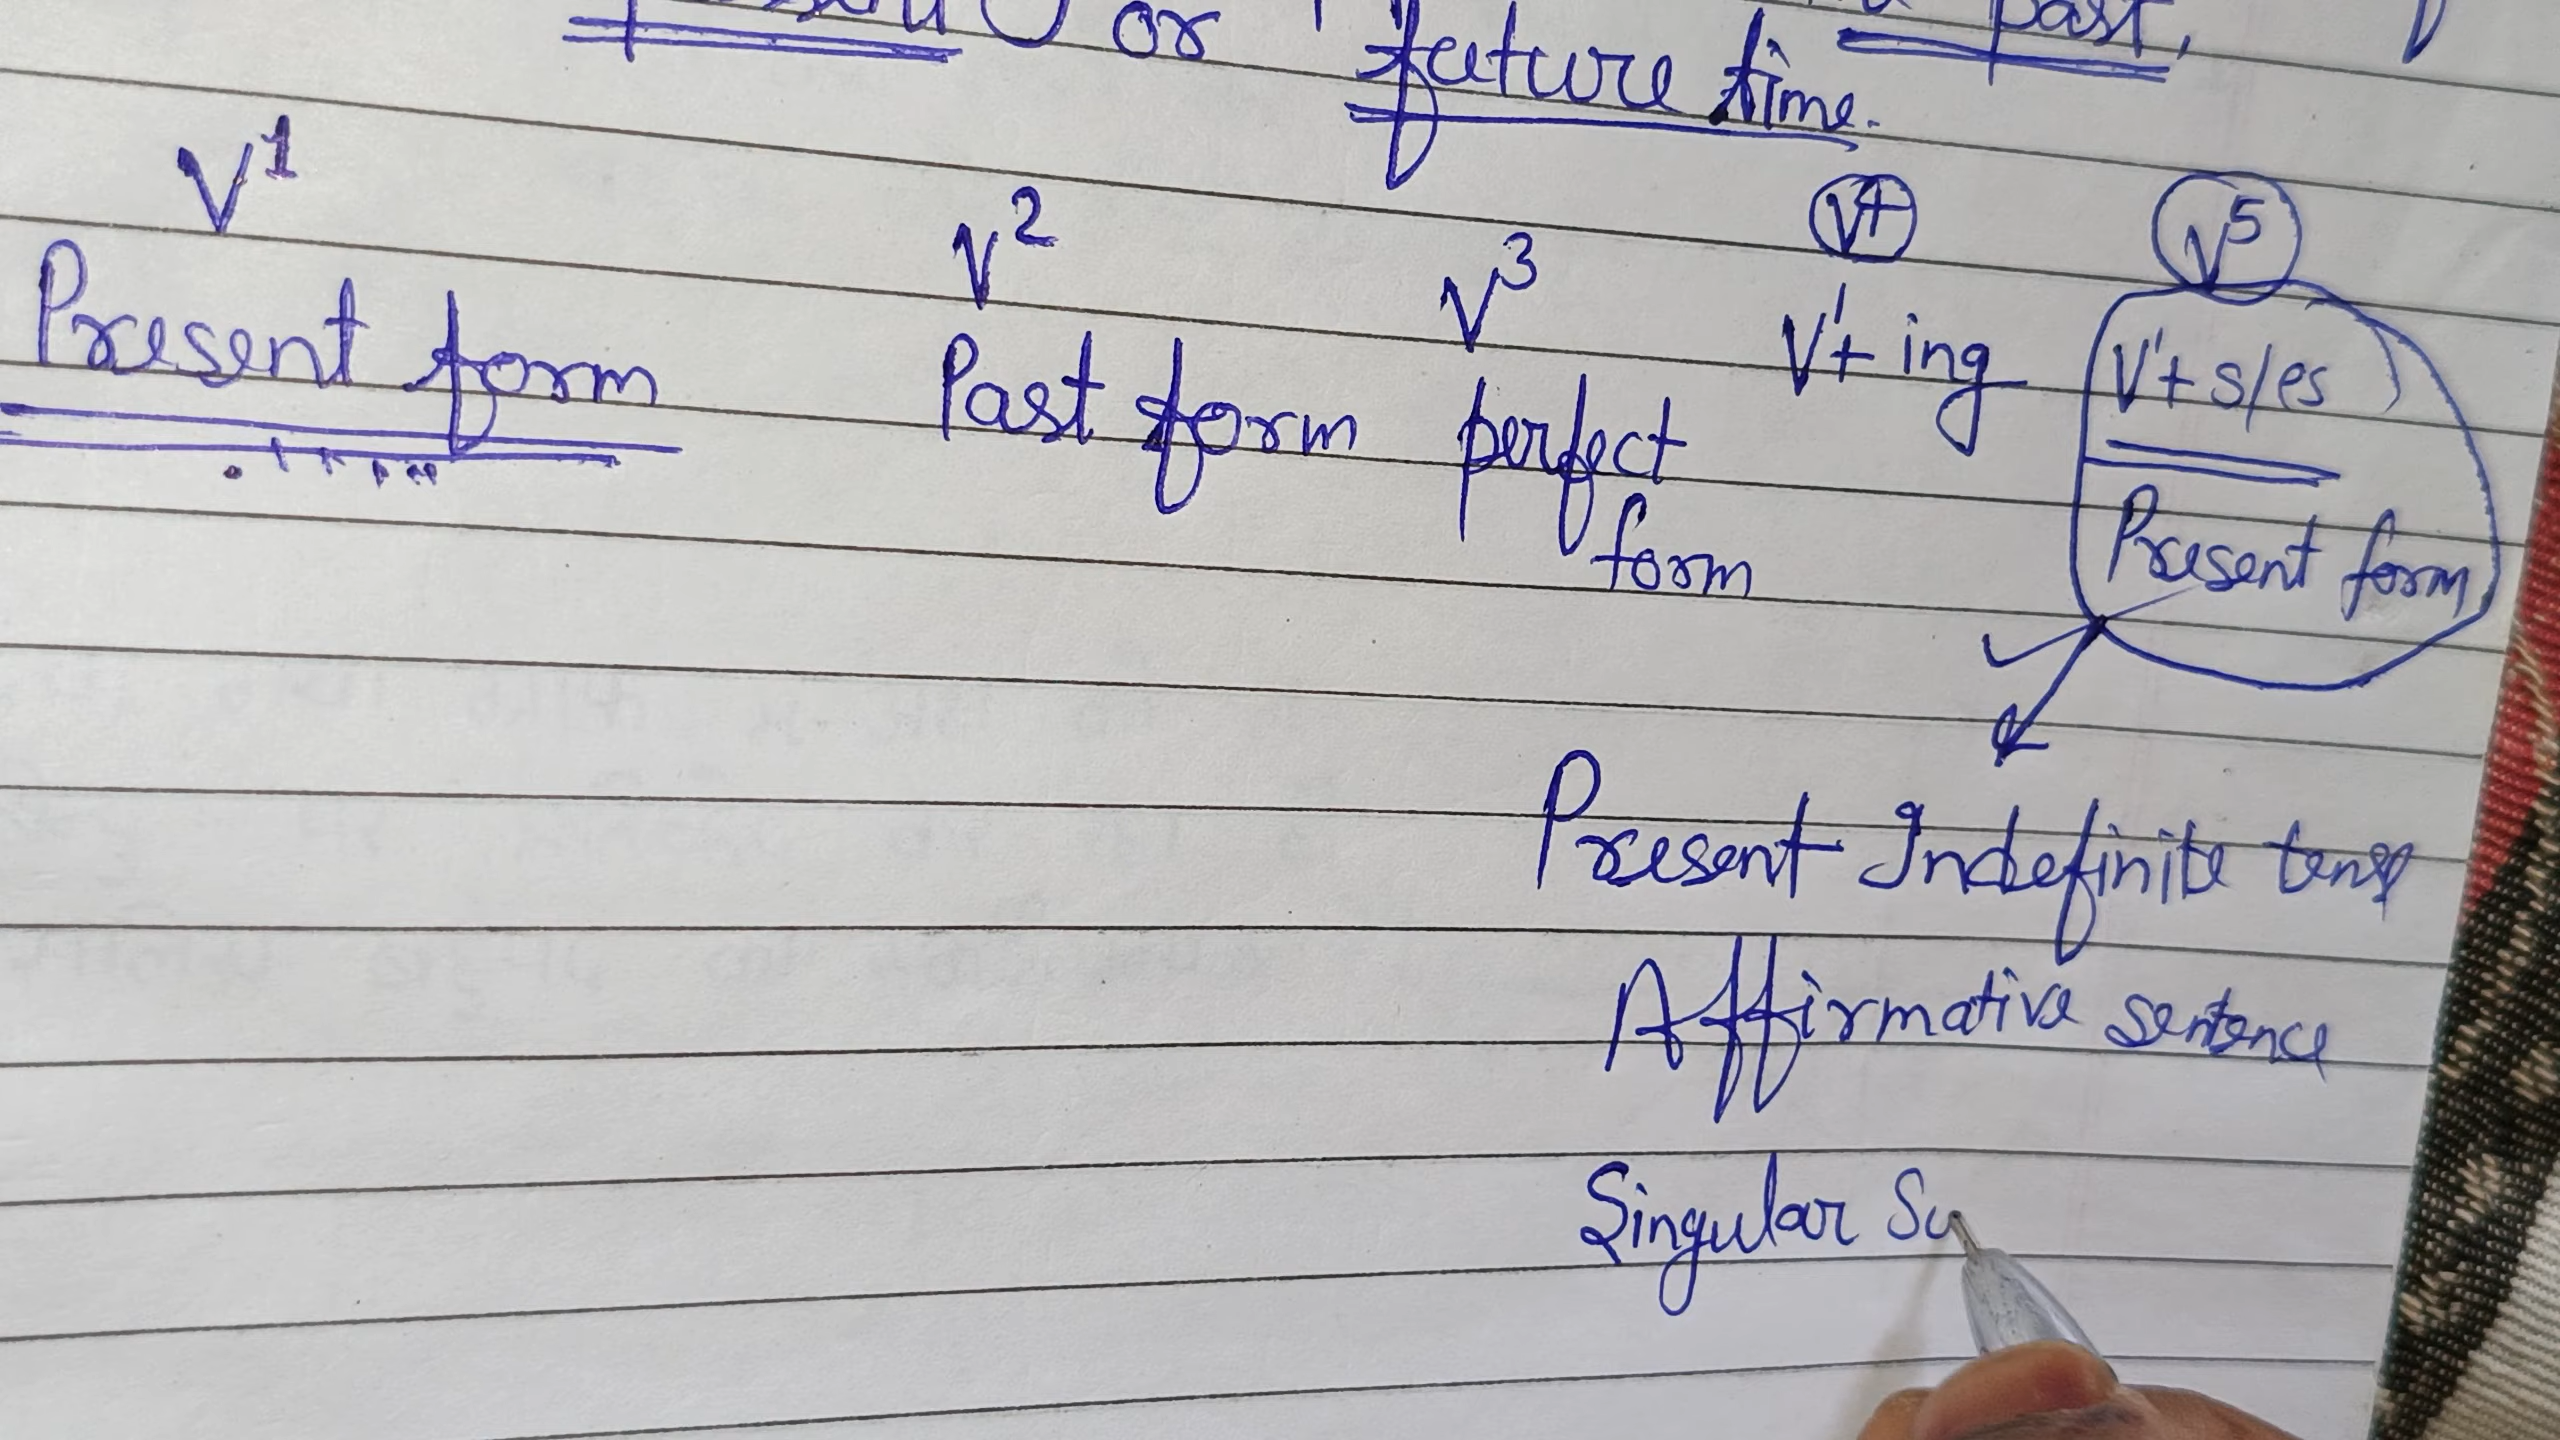 or past,
feature time.
V¹ V² V³ V⁴ V⁵
Present form Past form perfect form V¹+ ing V¹+ s/es
Present form
Present Indefinite tense
Affirmative sentence
Singular Su